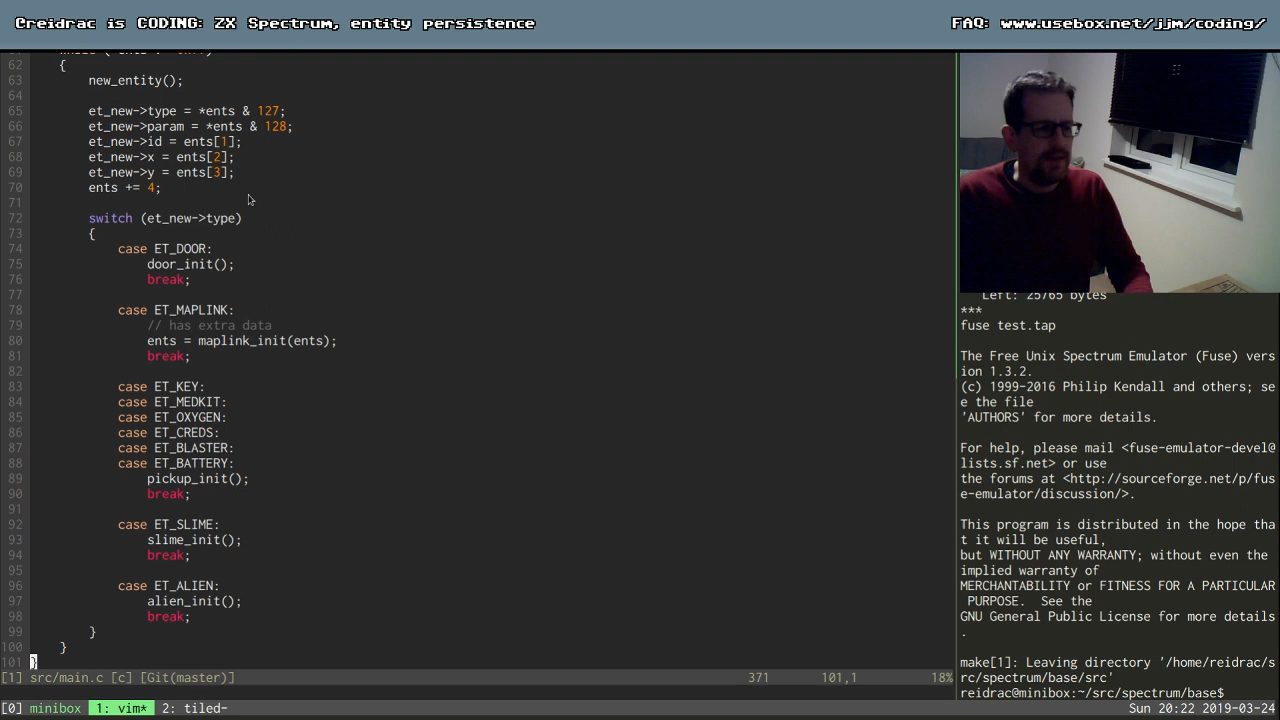 Creidrac is CODING: ZX Spectrum, entity persistence
FAQ: www.usebox.net/jjm/coding/
62 {
63 new_entity();
64
65 et_new->type = *ents & 127;
66 et_new->param = *ents & 128;
67 et_new->id = ents[1];
68 et_new->x = ents[2];
69 et_new->y = ents[3];
70 ents += 4;
71
72 switch (et_new->type)
73 {
74 case ET_DOOR:
75 door_init();
76 break;
77
78 case ET_MAPLINK:
79 // has extra data
80 ents = maplink_init(ents);
81 break;
82
83 case ET_KEY:
84 case ET_MEDKIT:
85 case ET_OXYGEN:
86 case ET_CREDS:
87 case ET_BLASTER:
88 case ET_BATTERY:
89 pickup_init();
90 break;
91
92 case ET_SLIME:
93 slime_init();
94 break;
95
96 case ET_ALIEN:
97 alien_init();
98 break;
99 }
100 }
101 }
[1] src/main.c [c] [Git(master)] 371 101,1 18%
Left: 25765 bytes
***
fuse test.tap
The Free Unix Spectrum Emulator (Fuse) vers
ion 1.3.2.
(c) 1999-2016 Philip Kendall and others; se
e the file
'AUTHORS' for more details.
For help, please mail <fuse-emulator-devel@
lists.sf.net> or use
the forums at <http://sourceforge.net/p/fus
e-emulator/discussion/>.
This program is distributed in the hope tha
t it will be useful,
but WITHOUT ANY WARRANTY; without even the
implied warranty of
MERCHANTABILITY or FITNESS FOR A PARTICULAR
PURPOSE. See the
GNU General Public License for more details
.
make[1]: Leaving directory '/home/reidrac/s
rc/spectrum/base/src'
reidrac@minibox:~/src/spectrum/base$
[0] minibox 1: vim* 2: tiled- Sun 20:22 2019-03-24